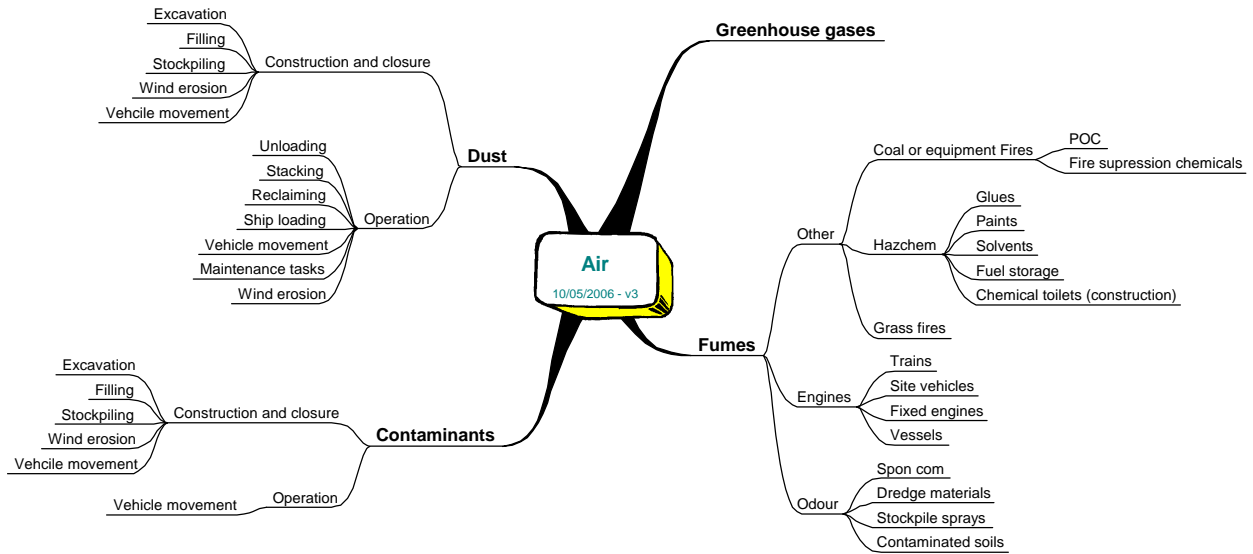 Air
10/05/2006 - v3
Greenhouse gases
Fumes
Other
Coal or equipment Fires
POC
Fire supression chemicals
Hazchem
Glues
Paints
Solvents
Fuel storage
Chemical toilets (construction)
Grass fires
Engines
Trains
Site vehicles
Fixed engines
Vessels
Odour
Spon com
Dredge materials
Stockpile sprays
Contaminated soils
Dust
Construction and closure
Excavation
Filling
Stockpiling
Wind erosion
Vehcile movement
Operation
Unloading
Stacking
Reclaiming
Ship loading
Vehicle movement
Maintenance tasks
Wind erosion
Contaminants
Construction and closure
Excavation
Filling
Stockpiling
Wind erosion
Vehcile movement
Operation
Vehicle movement